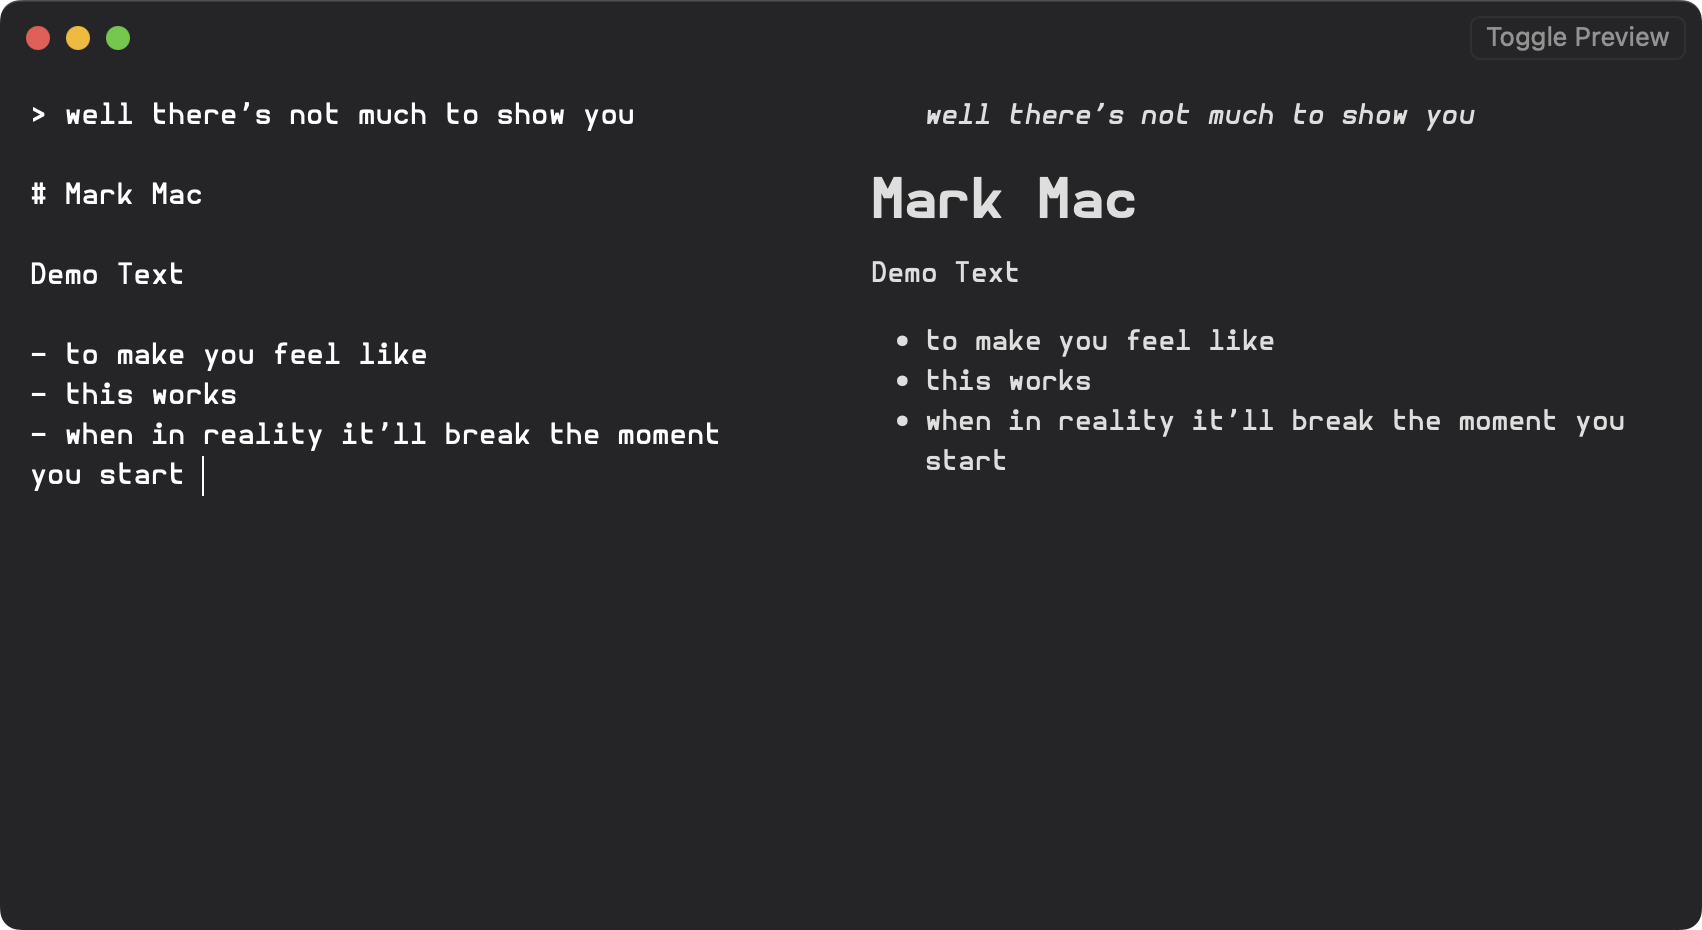 Toggle Preview
> well there's not much to show you
# Mark Mac
Demo Text
- to make you feel like
- this works
- when in reality it'll break the moment
you start
well there's not much to show you
Mark Mac
Demo Text
• to make you feel like
• this works
• when in reality it'll break the moment you
start